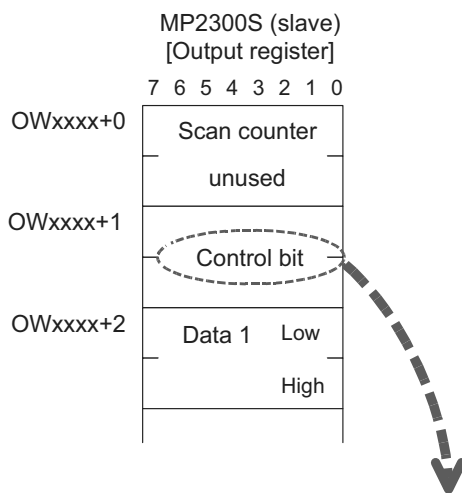 MP2300S (slave)
[Output register]
7 6 5 4 3 2 1 0
OWxxxx+0
Scan counter
unused
OWxxxx+1
Control bit
OWxxxx+2
Data 1 Low
High